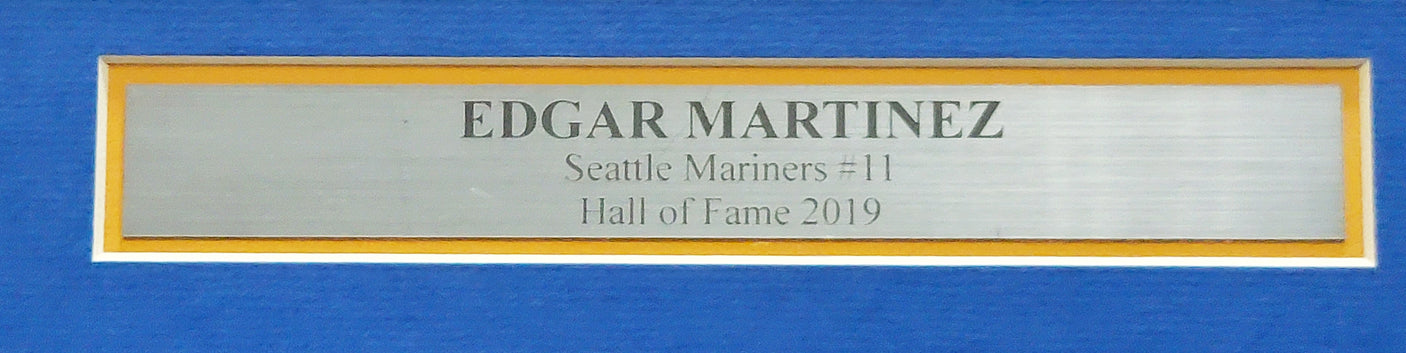 EDGAR MARTINEZ
Seattle Mariners #11
Hall of Fame 2019